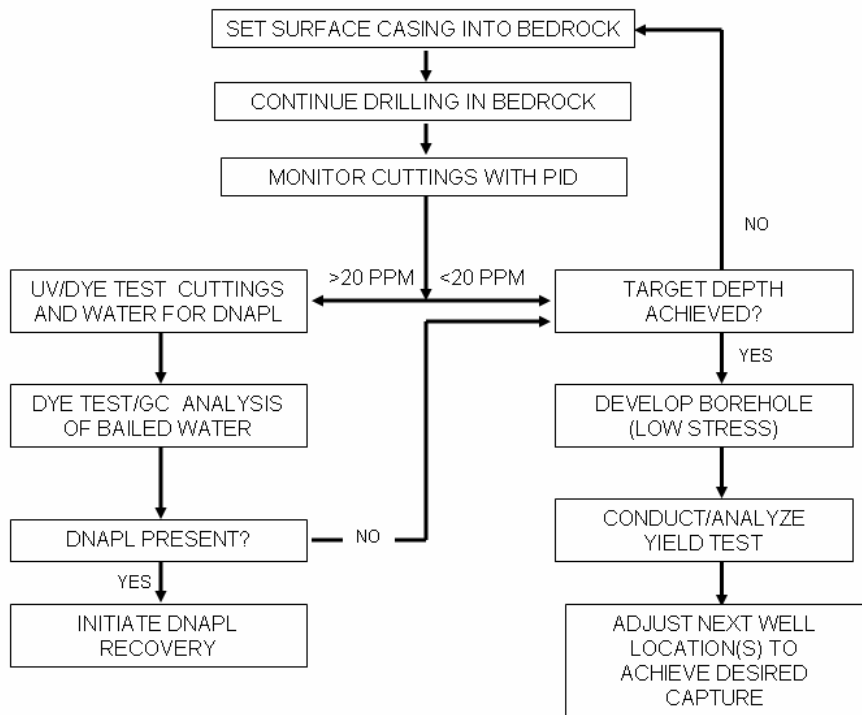 SET SURFACE CASING INTO BEDROCK
CONTINUE DRILLING IN BEDROCK
MONITOR CUTTINGS WITH PID
NO
>20 PPM
<20 PPM
UV/DYE TEST CUTTINGS
AND WATER FOR DNAPL
TARGET DEPTH
ACHIEVED?
YES
DYE TEST/GC ANALYSIS
OF BAILED WATER
DEVELOP BOREHOLE
(LOW STRESS)
DNAPL PRESENT?
NO
CONDUCT/ANALYZE
YIELD TEST
YES
INITIATE DNAPL
RECOVERY
ADJUST NEXT WELL
LOCATION(S) TO
ACHIEVE DESIRED
CAPTURE